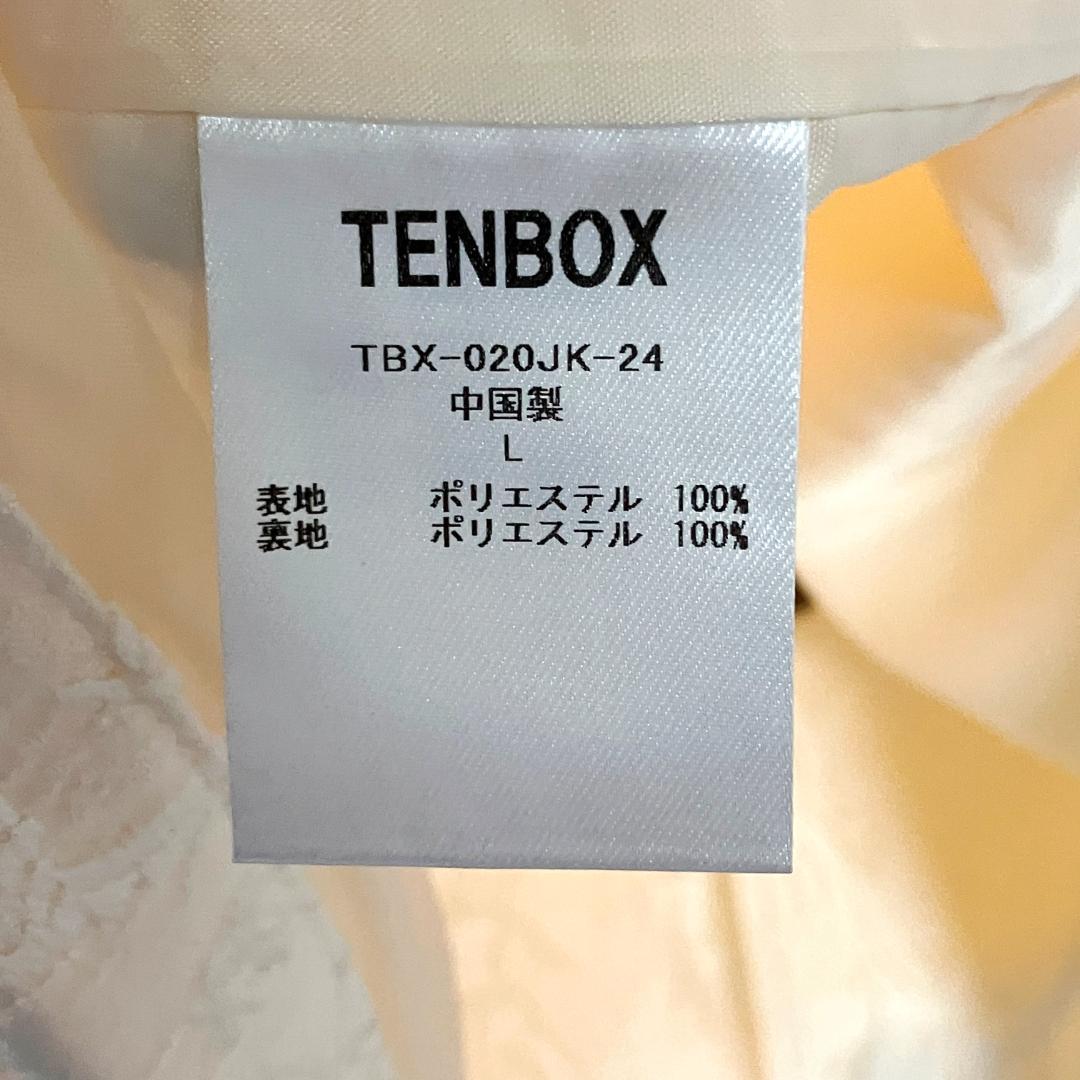 TENBOX
TBX-020JK-24
中国製
L
表地 ポリエステル 100%
裏地 ポリエステル 100%